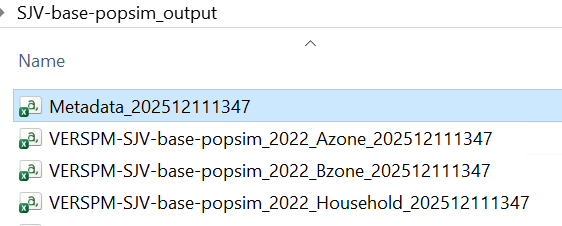 SJV-base-popsim_output
Name
Metadata_202512111347
VERSPM-SJV-base-popsim_2022_Azone_202512111347
VERSPM-SJV-base-popsim_2022_Bzone_202512111347
VERSPM-SJV-base-popsim_2022_Household_202512111347